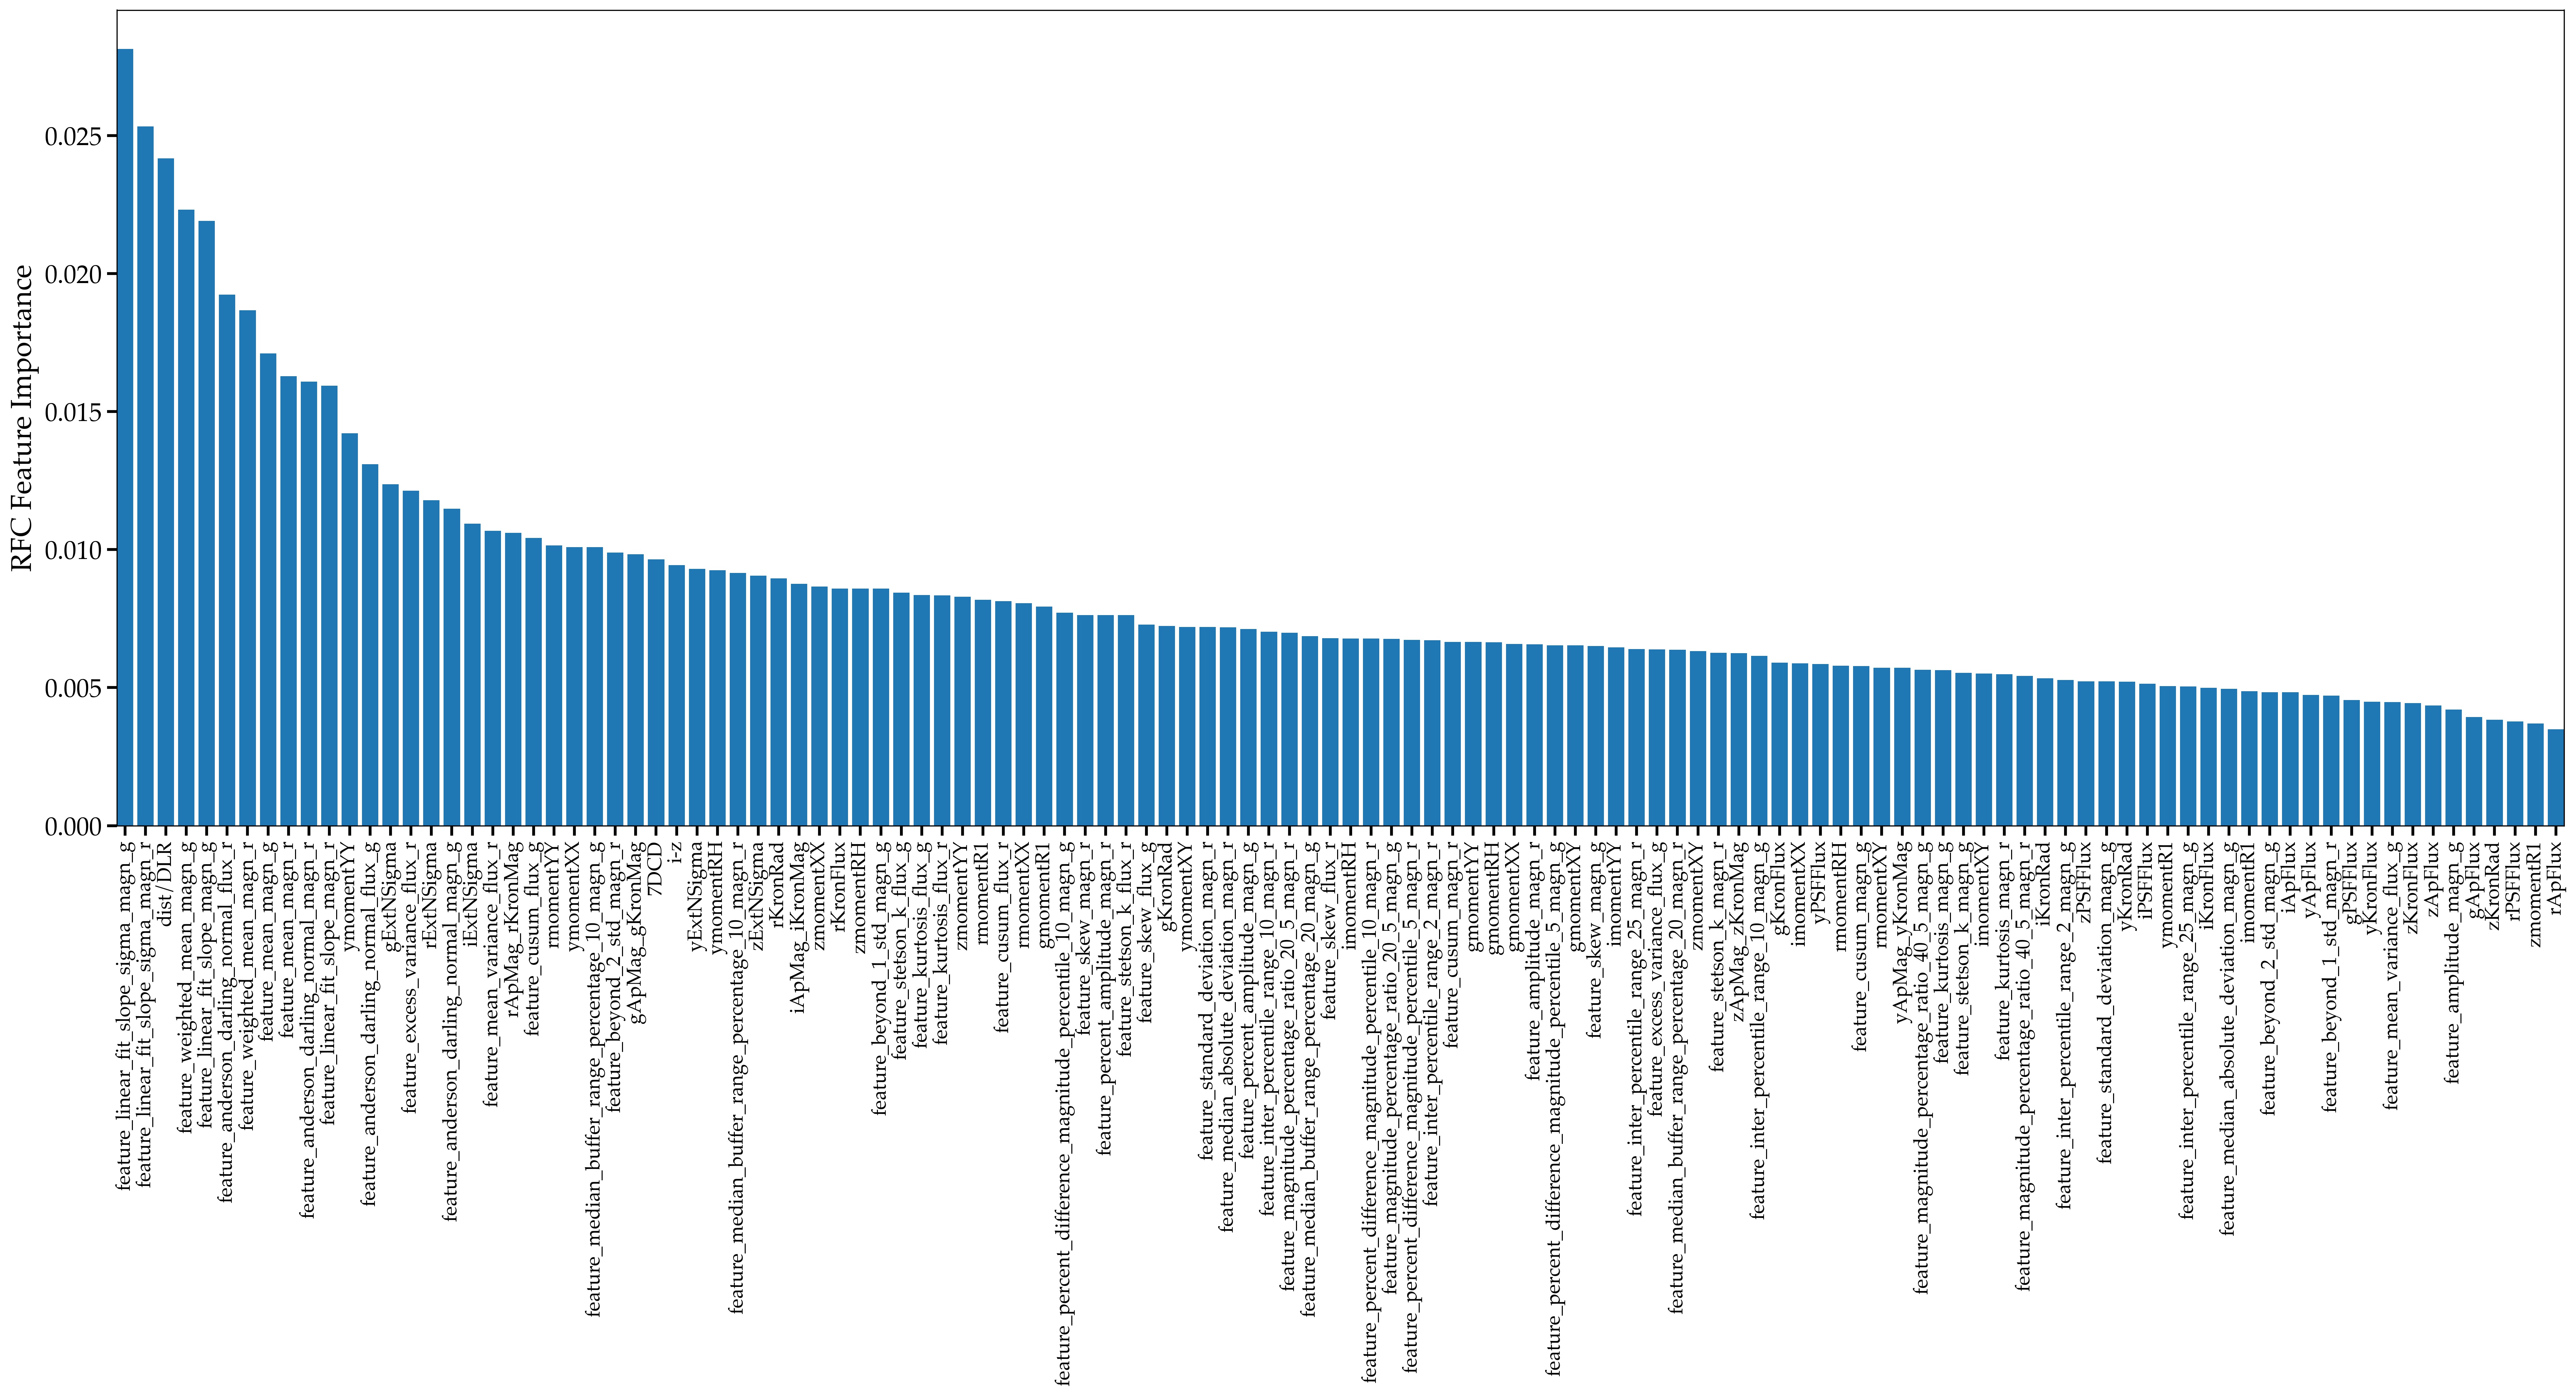 RFC Feature Importance
0.025
0.020
0.015
0.010
0.005
0.000
feature_linear_fit_slope_sigma_magn_g
feature_linear_fit_slope_sigma_magn_r
dist/DLR
feature_weighted_mean_magn_g
feature_linear_fit_slope_magn_g
feature_anderson_darling_normal_flux_r
feature_weighted_mean_magn_r
feature_mean_magn_g
feature_mean_magn_r
feature_anderson_darling_normal_magn_r
feature_linear_fit_slope_magn_r
ymomentYY
feature_anderson_darling_normal_flux_g
gExtNSigma
feature_excess_variance_flux_r
rExtNSigma
feature_anderson_darling_normal_magn_g
iExtNSigma
feature_mean_variance_flux_r
rApMag_rKronMag
feature_cusum_flux_g
rmomentYY
ymomentXX
feature_median_buffer_range_percentage_10_magn_g
feature_beyond_2_std_magn_r
gApMag_gKronMag
7DCD
i-z
yExtNSigma
ymomentRH
feature_median_buffer_range_percentage_10_magn_r
zExtNSigma
rKronRad
iApMag_iKronMag
zmomentXX
rKronFlux
zmomentRH
feature_beyond_1_std_magn_g
feature_stetson_k_flux_g
feature_kurtosis_flux_g
feature_kurtosis_flux_r
zmomentYY
rmomentR1
feature_cusum_flux_r
rmomentXX
gmomentR1
feature_percent_difference_magnitude_percentile_10_magn_g
feature_skew_magn_r
feature_percent_amplitude_magn_r
feature_stetson_k_flux_r
feature_skew_flux_g
gKronRad
ymomentXY
feature_standard_deviation_magn_r
feature_median_absolute_deviation_magn_r
feature_percent_amplitude_magn_g
feature_inter_percentile_range_10_magn_r
feature_magnitude_percentage_ratio_20_5_magn_r
feature_median_buffer_range_percentage_20_magn_g
feature_skew_flux_r
imomentRH
feature_percent_difference_magnitude_percentile_10_magn_r
feature_magnitude_percentage_ratio_20_5_magn_g
feature_percent_difference_magnitude_percentile_5_magn_r
feature_inter_percentile_range_2_magn_r
feature_cusum_magn_r
gmomentYY
gmomentRH
gmomentXX
feature_amplitude_magn_r
feature_percent_difference_magnitude_percentile_5_magn_g
gmomentXY
feature_skew_magn_g
imomentYY
feature_inter_percentile_range_25_magn_r
feature_excess_variance_flux_g
feature_median_buffer_range_percentage_20_magn_r
zmomentXY
feature_stetson_k_magn_r
zApMag_zKronMag
feature_inter_percentile_range_10_magn_g
gKronFlux
imomentXX
yPSFFlux
rmomentRH
feature_cusum_magn_g
rmomentXY
yApMag_yKronMag
feature_magnitude_percentage_ratio_40_5_magn_g
feature_kurtosis_magn_g
feature_stetson_k_magn_g
imomentXY
feature_kurtosis_magn_r
feature_magnitude_percentage_ratio_40_5_magn_r
iKronRad
feature_inter_percentile_range_2_magn_g
zPSFFlux
feature_standard_deviation_magn_g
yKronRad
iPSFFlux
ymomentR1
feature_inter_percentile_range_25_magn_g
iKronFlux
feature_median_absolute_deviation_magn_g
imomentR1
feature_beyond_2_std_magn_g
iApFlux
yApFlux
feature_beyond_1_std_magn_r
gPSFFlux
yKronFlux
feature_mean_variance_flux_g
zKronFlux
zApFlux
feature_amplitude_magn_g
gApFlux
zKronRad
rPSFFlux
zmomentR1
rApFlux